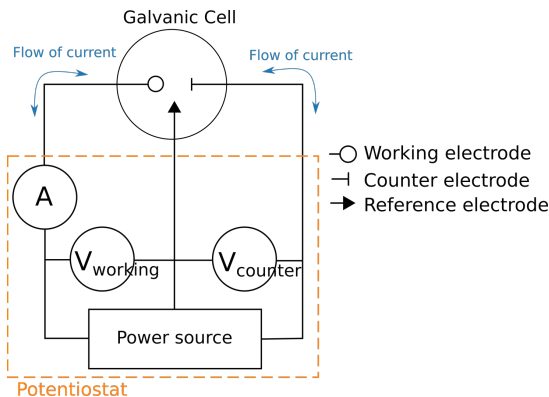 Galvanic Cell
Flow of current
Flow of current
Working electrode
Counter electrode
Reference electrode
A
Vworking
Vcounter
Power source
Potentiostat